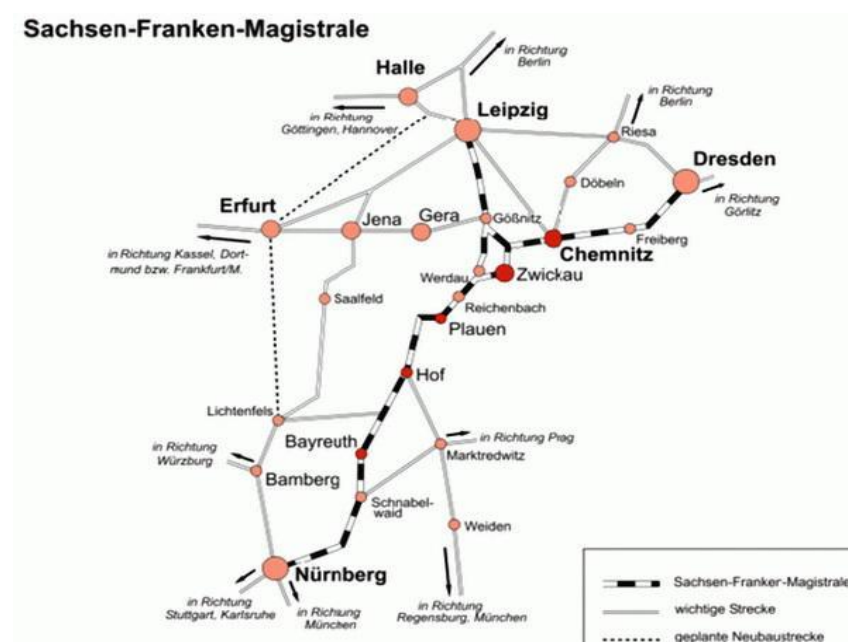 Sachsen-Franken-Magistrale
in Richtung
Berlin
Halle
in Richtung
Göttingen, Hannover
Leipzig
in Richtung
Berlin
Riesa
Dresden
Döbeln
in Richtung
Görlitz
Erfurt
Jena
Gera
Gößnitz
Freiberg
Chemnitz
in Richtung Kassel, Dort-
mund bzw. Frankfurt/M.
Werdau
Zwickau
Saalfeld
Reichenbach
Plauen
Hof
Lichtenfels
Bayreuth
in Richtung Prag
in Richtung
Würzburg
Marktredwitz
Bamberg
Schnabel-
waid
Weiden
Nürnberg
in Richtung
Stuttgart, Karlsruhe
in Richtung
München
in Richtung
Regensburg, München
Sachsen-Franker-Magistrale
wichtige Strecke
geplante Neubaustrecke